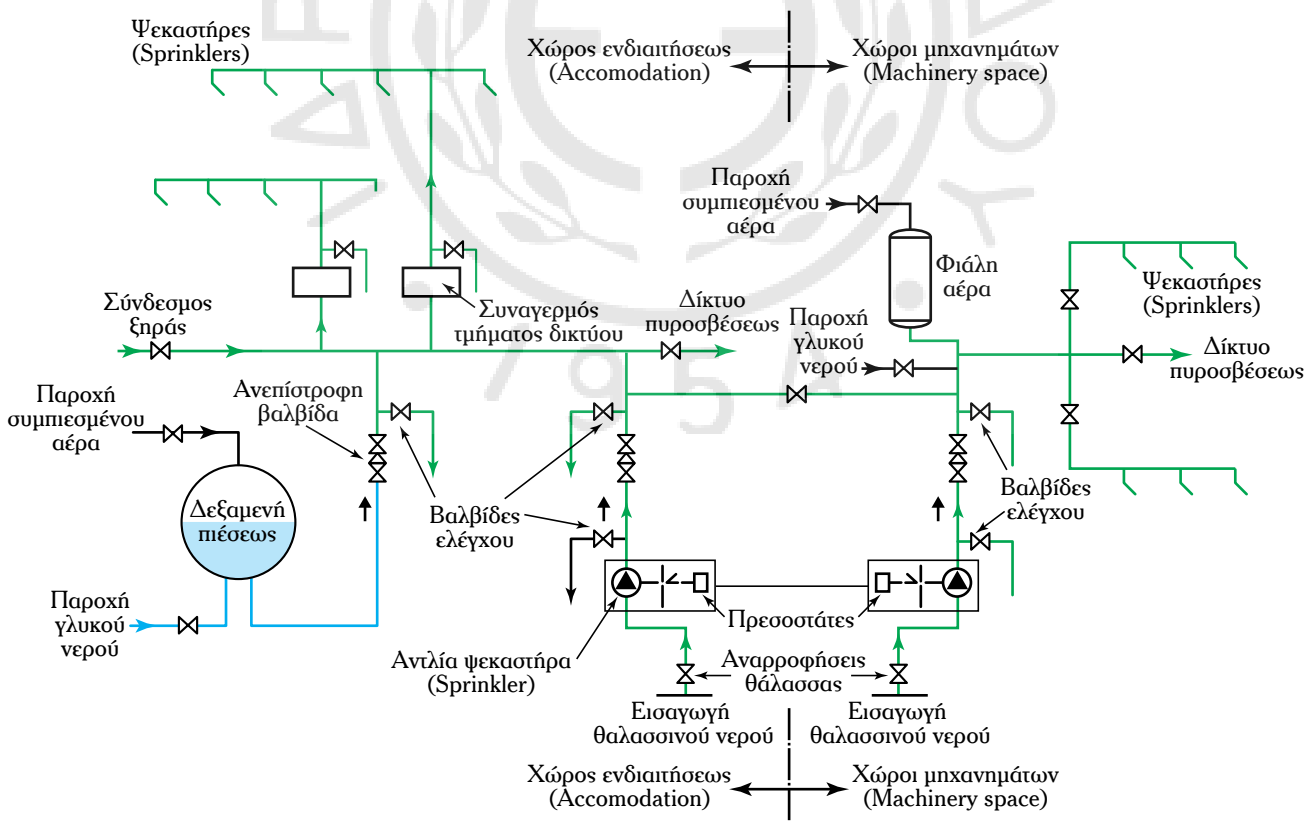 Ψεκαστήρες
(Sprinklers)
Χώρος ενδιαιτήσεως
(Accomodation)
Χώροι μηχανημάτων
(Machinery space)
Παροχή
συμπιεσμένου
αέρα
Φιάλη
αέρα
Ψεκαστήρες
(Sprinklers)
Σύνδεσμος
ξηράς
Συναγερμός
τμήματος δικτύου
Δίκτυο
πυροσβέσεως
Παροχή
γλυκού
νερού
Δίκτυο
πυροσβέσεως
Παροχή
συμπιεσμένου
αέρα
Ανεπίστροφη
βαλβίδα
Δεξαμενή
πιέσεως
Βαλβίδες
ελέγχου
Βαλβίδες
ελέγχου
Παροχή
γλυκού
νερού
Πρεσοστάτες
Αντλία ψεκαστήρα
(Sprinkler)
Αναρροφήσεις
θάλασσας
Εισαγωγή
θαλασσινού νερού
Εισαγωγή
θαλασσινού νερού
Χώρος ενδιαιτήσεως
(Accomodation)
Χώροι μηχανημάτων
(Machinery space)